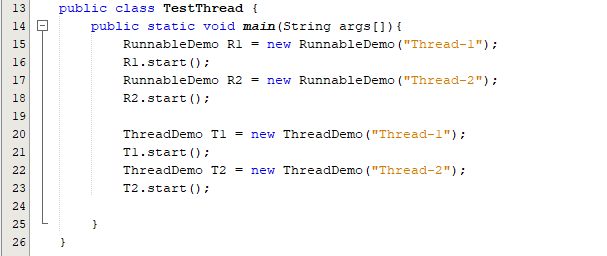 13 public class TestThread {
14 public static void main(String args[]){
15 RunnableDemo R1 = new RunnableDemo("Thread-1");
16 R1.start();
17 RunnableDemo R2 = new RunnableDemo("Thread-2");
18 R2.start();
19
20 ThreadDemo T1 = new ThreadDemo("Thread-1");
21 T1.start();
22 ThreadDemo T2 = new ThreadDemo("Thread-2");
23 T2.start();
24
25 }
26 }